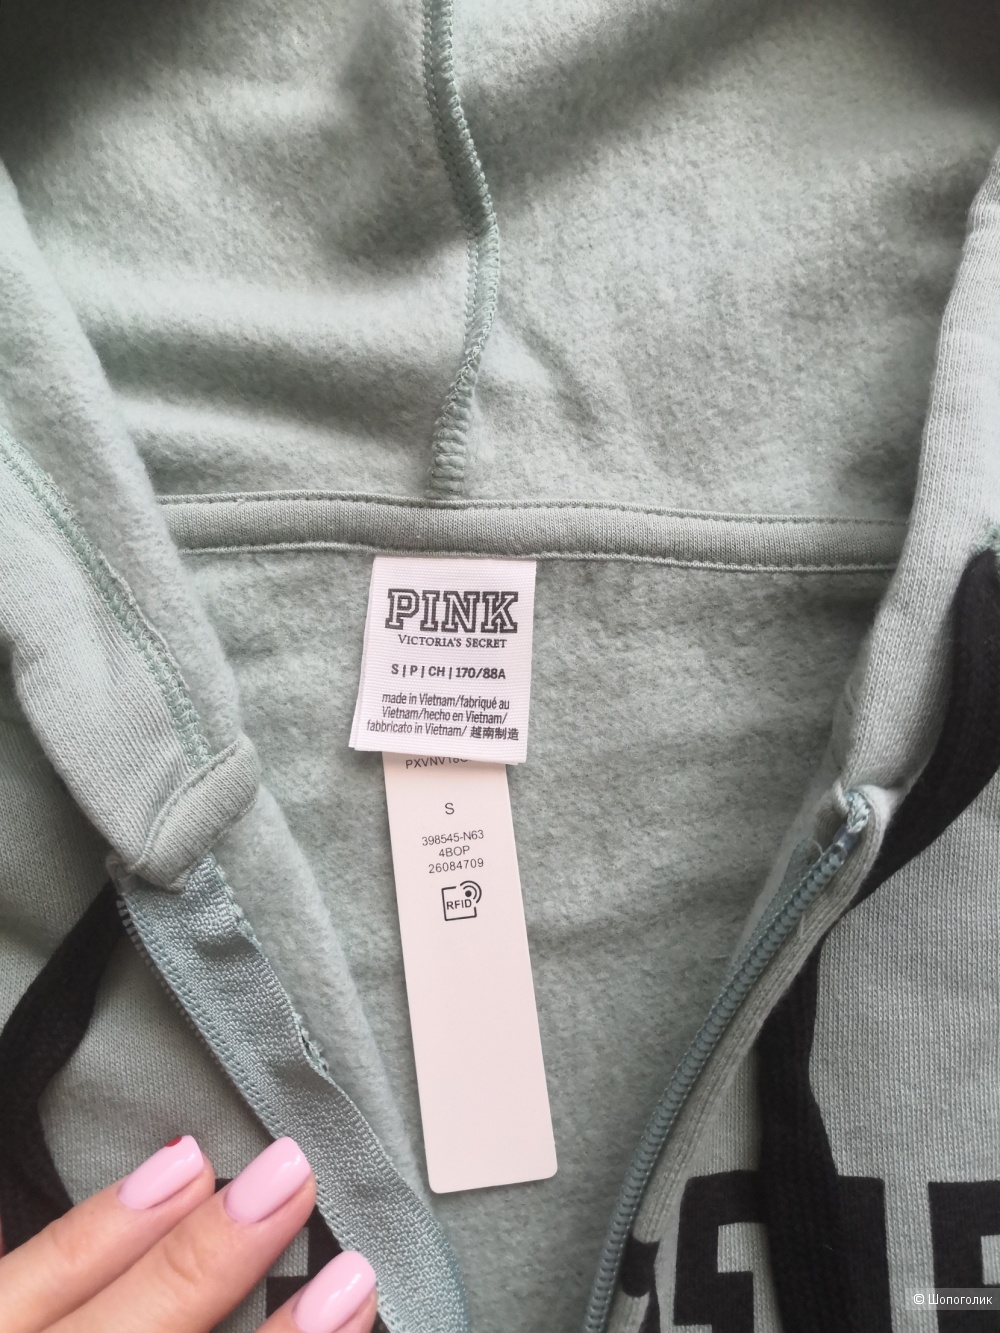 PINK
VICTORIA'S SECRET
S | P | CH | 170/88A
made in Vietnam/fabriqué au
Vietnam/hecho en Vietnam/
fabbricato in Vietnam/ 越南制造
S
398545-N63
4BOP
26084709
RFID
© Шопоголик